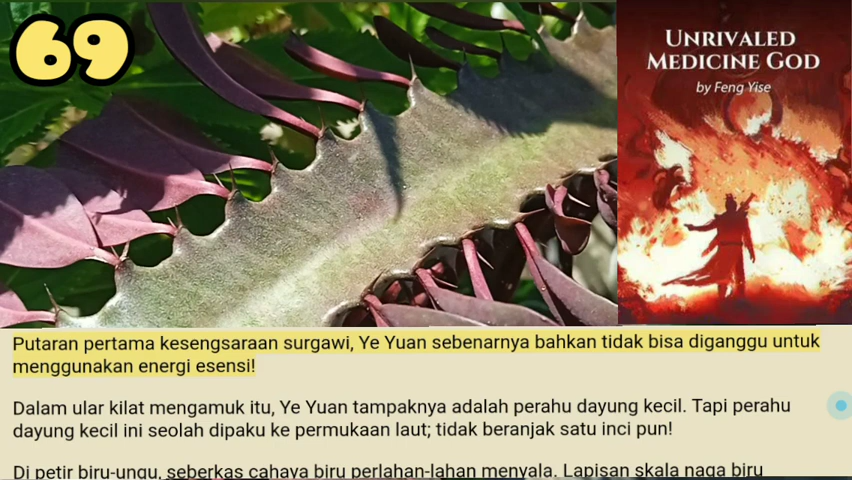 69
UNRIVALED
MEDICINE GOD
by Feng Yise
Putaran pertama kesengsaraan surgawi, Ye Yuan sebenarnya bahkan tidak bisa diganggu untuk
menggunakan energi esensi!
Dalam ular kilat mengamuk itu, Ye Yuan tampaknya adalah perahu dayung kecil. Tapi perahu
dayung kecil ini seolah dipaku ke permukaan laut; tidak beranjak satu inci pun!
Di petir biru-ungu, seberkas cahaya biru perlahan-lahan menyala. Lapisan skala naga biru